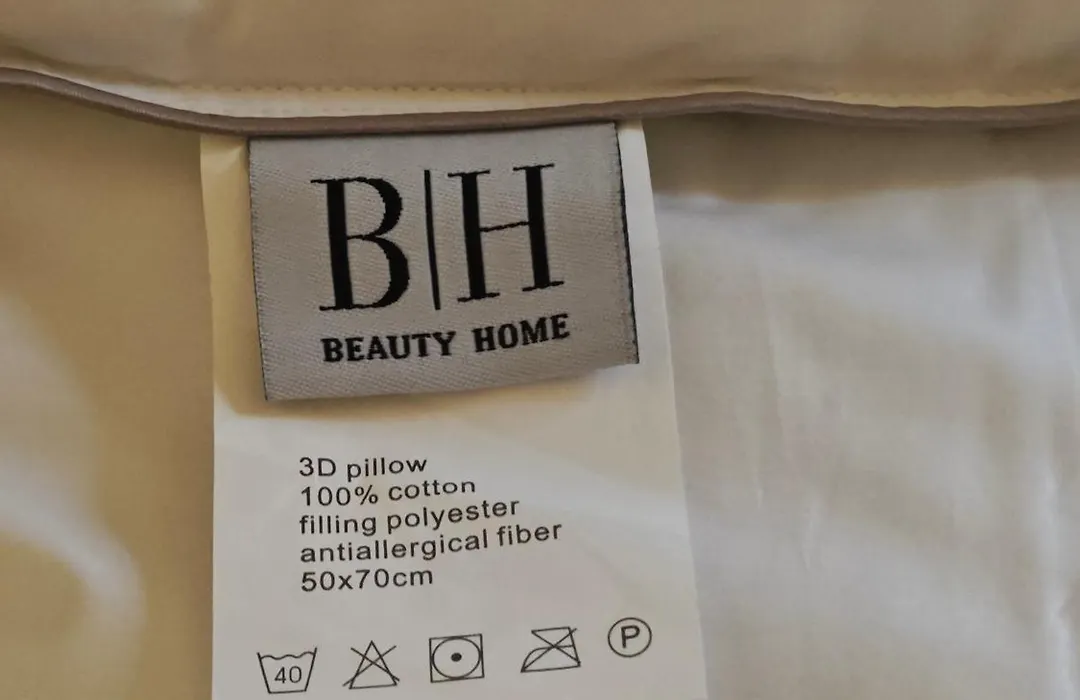 B|H
BEAUTY HOME
3D pillow
100% cotton
filling polyester
antiallergical fiber
50x70cm
40
P